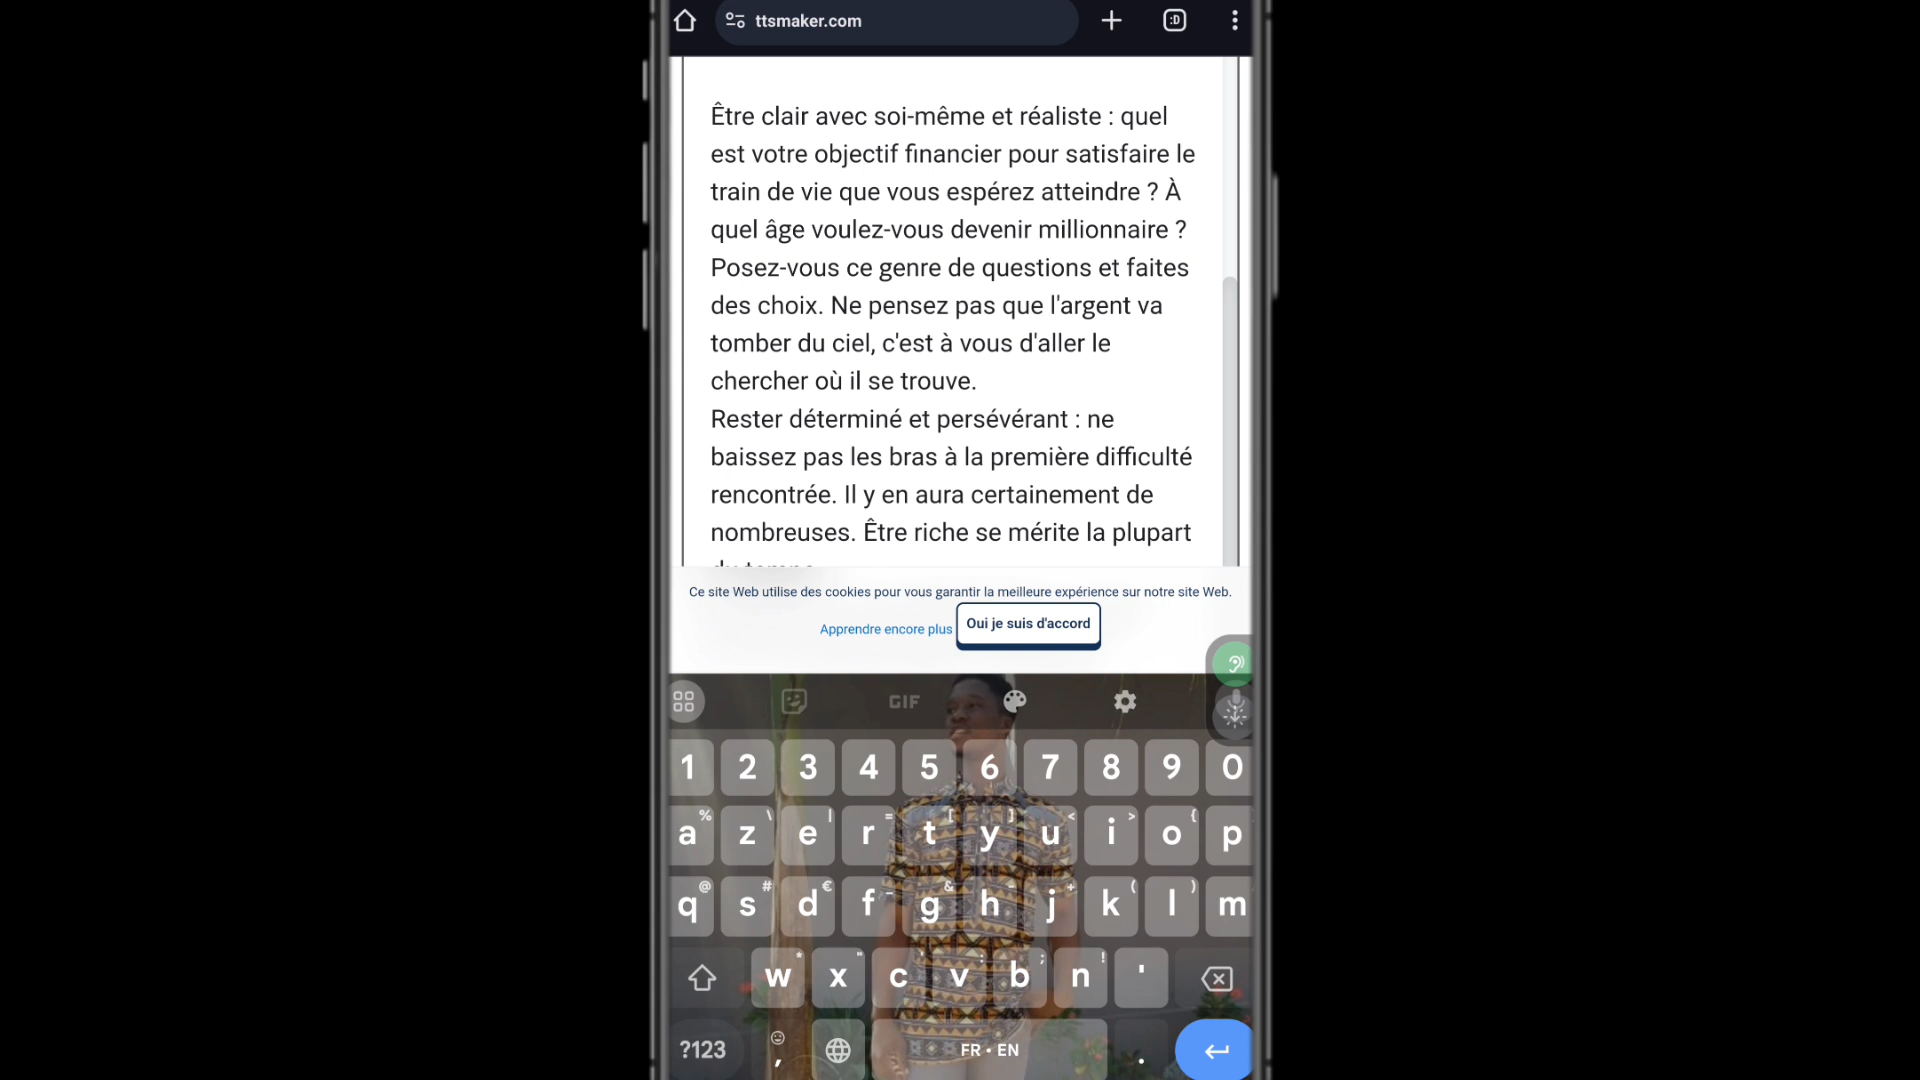 ttsmaker.com
:D
Être clair avec soi-même et réaliste : quel
est votre objectif financier pour satisfaire le
train de vie que vous espérez atteindre ? À
quel âge voulez-vous devenir millionnaire ?
Posez-vous ce genre de questions et faites
des choix. Ne pensez pas que l'argent va
tomber du ciel, c'est à vous d'aller le
chercher où il se trouve.
Rester déterminé et persévérant : ne
baissez pas les bras à la première difficulté
rencontrée. Il y en aura certainement de
nombreuses. Être riche se mérite la plupart
Ce site Web utilise des cookies pour vous garantir la meilleure expérience sur notre site Web.
Apprendre encore plus Oui je suis d'accord
GIF
1 2 3 4 5 6 7 8 9 0
a z e r t y u i o p
q s d f g h j k l m
w x c v b n '
?123 , FR • EN .